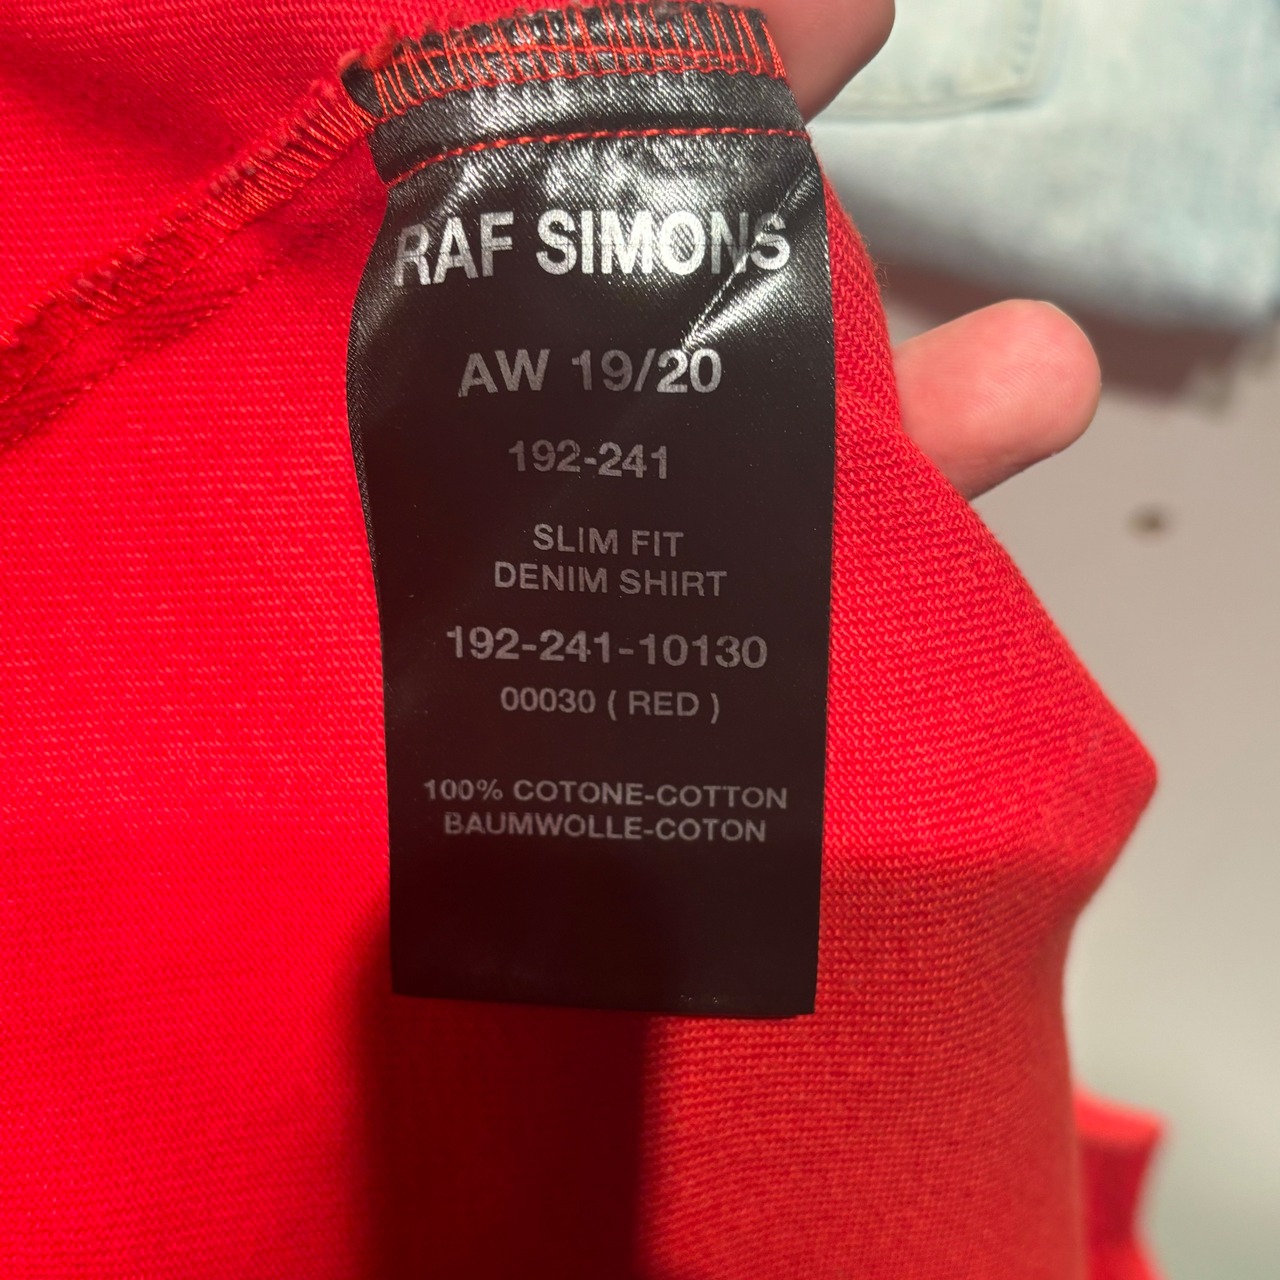 RAF SIMONS
AW 19/20
192-241
SLIM FIT
DENIM SHIRT
192-241-10130
00030 ( RED )
100% COTONE-COTTON
BAUMWOLLE-COTON